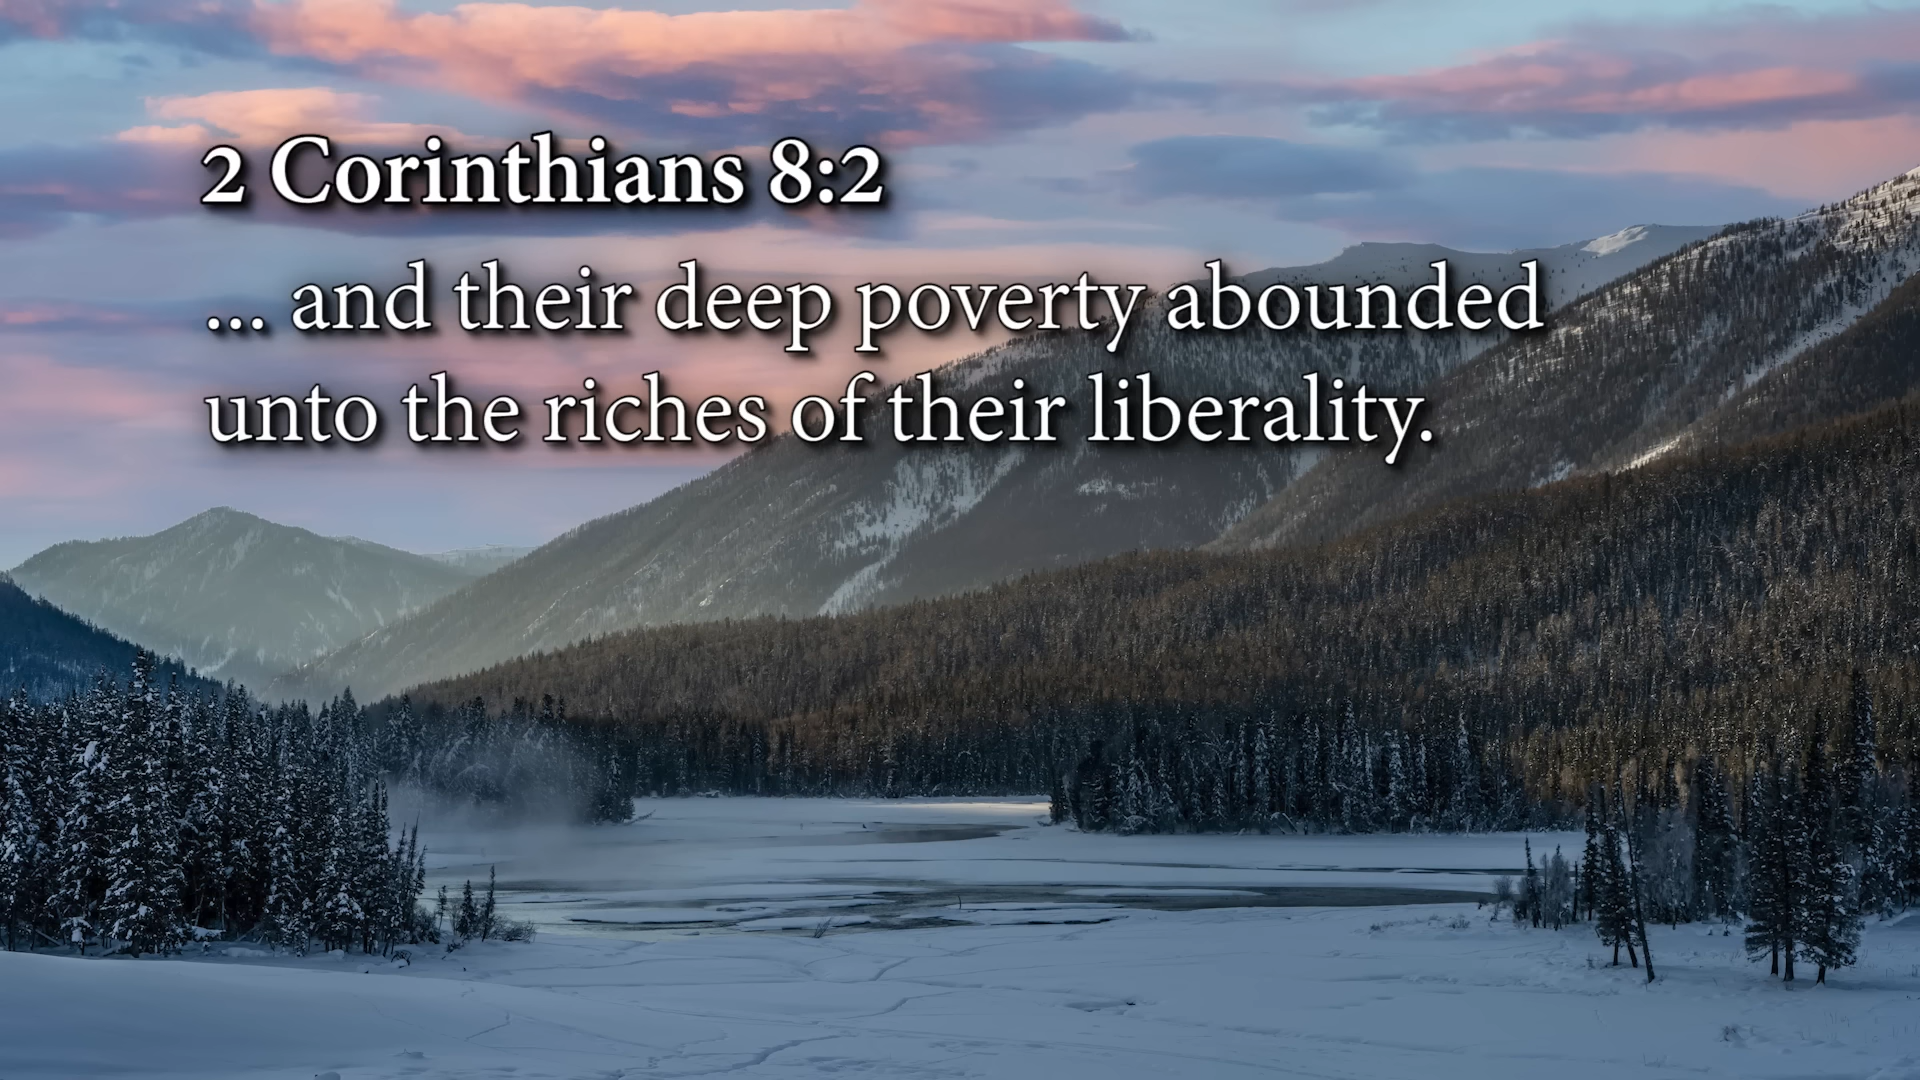 2 Corinthians 8:2
... and their deep poverty abounded
unto the riches of their liberality.